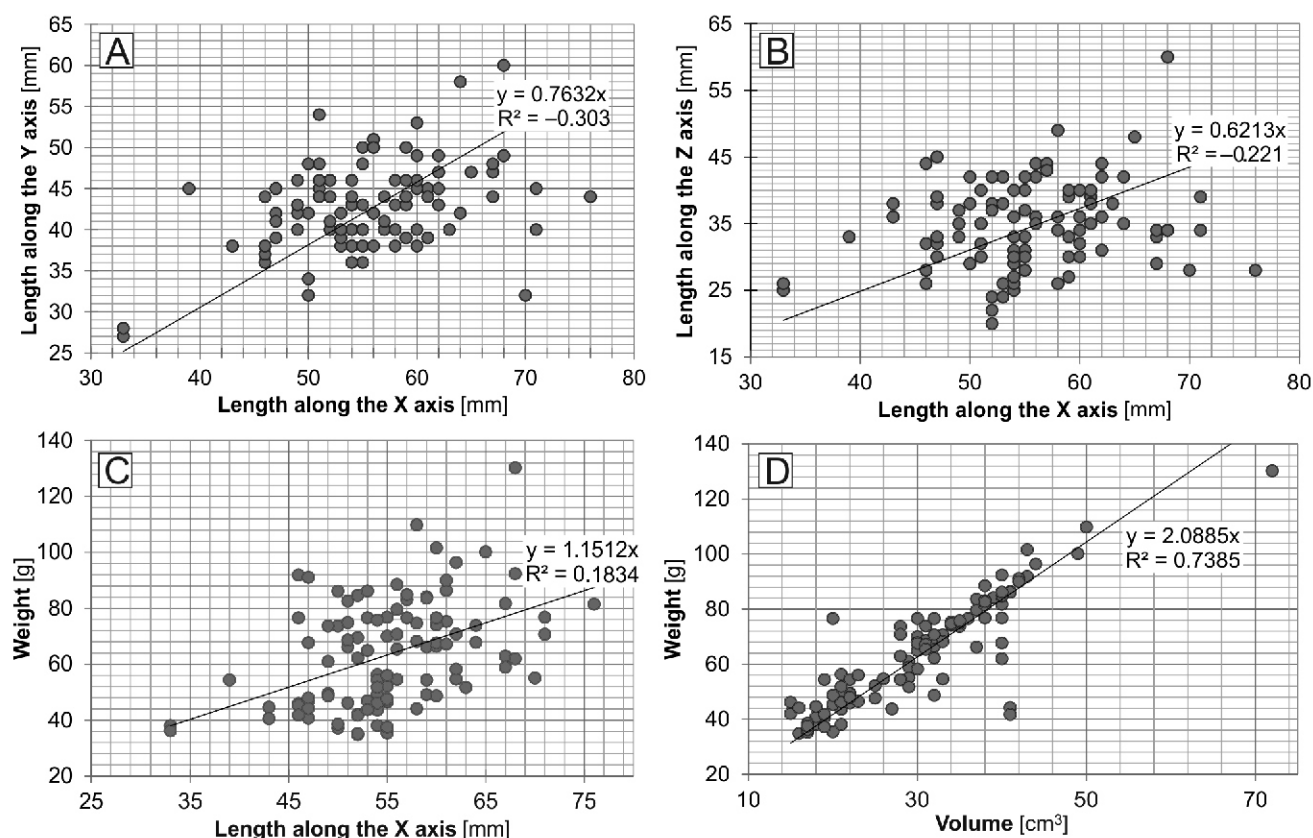 A
Length along the Y axis [mm]
65
60
55
50
45
40
35
30
25
y = 0.7632x
R² = –0.303
30 40 50 60 70 80
Length along the X axis [mm]
B
Length along the Z axis [mm]
65
55
45
35
25
15
y = 0.6213x
R² = –0.221
30 40 50 60 70 80
Length along the X axis [mm]
C
Weight [g]
140
120
100
80
60
40
20
y = 1.1512x
R² = 0.1834
25 35 45 55 65 75
Length along the X axis [mm]
D
Weight [g]
140
120
100
80
60
40
20
y = 2.0885x
R² = 0.7385
10 30 50 70
Volume [cm³]